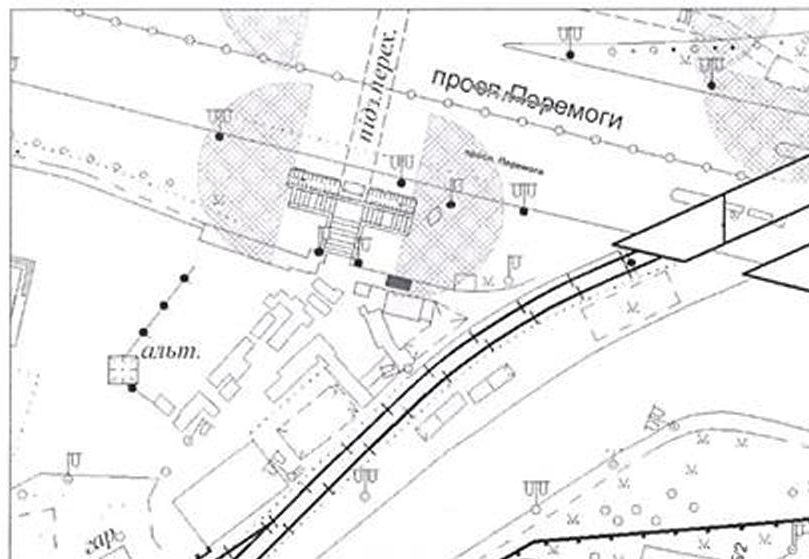 підз.перех.
просп.Перемоги
просп. Перемоги
альт.
гар.